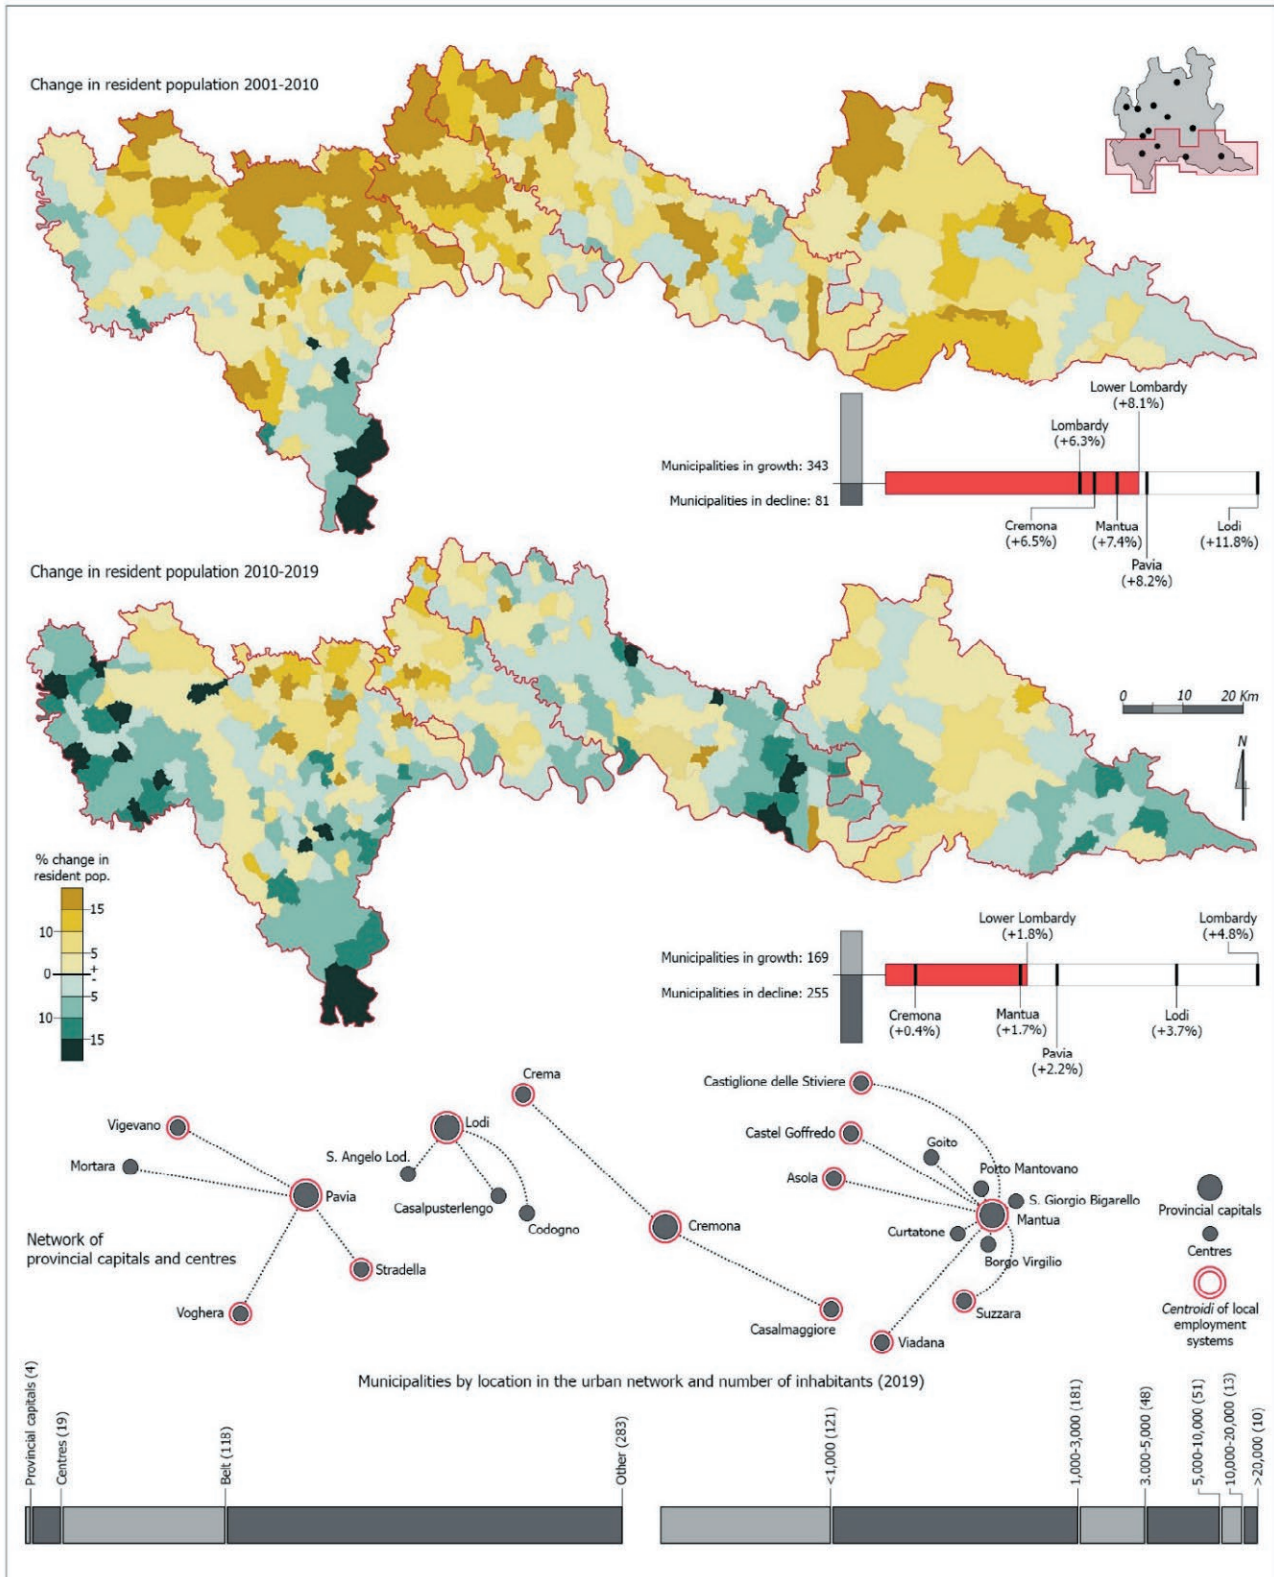 Change in resident population 2001-2010
Lower Lombardy
(+8.1%)
Lombardy
(+6.3%)
Municipalities in growth: 343
Municipalities in decline: 81
Cremona
(+6.5%)
Mantua
(+7.4%)
Lodi
(+11.8%)
Pavia
(+8.2%)
Change in resident population 2010-2019
0 10 20 Km
N
% change in
resident pop.
15
10
5
+
0
-
5
10
15
Lower Lombardy
(+1.8%)
Lombardy
(+4.8%)
Municipalities in growth: 169
Municipalities in decline: 255
Cremona
(+0.4%)
Mantua
(+1.7%)
Lodi
(+3.7%)
Pavia
(+2.2%)
Crema
Castiglione delle Stiviere
Vigevano
Lodi
Castel Goffredo
Goito
Mortara
S. Angelo Lod.
Porto Mantovano
Asola
Pavia
Casalpusterlengo
S. Giorgio Bigarello
Provincial capitals
Codogno
Cremona
Curtatone
Mantua
Network of
provincial capitals and centres
Borgo Virgilio
Centres
Stradella
Voghera
Casalmaggiore
Suzzara
Viadana
Centroidi of local
employment
systems
Municipalities by location in the urban network and number of inhabitants (2019)
Provincial capitals (4)
Centres (19)
Belt (118)
Other (283)
<1,000 (121)
1,000-3,000 (181)
3.000-5,000 (48)
5,000-10,000 (51)
10,000-20,000 (13)
>20,000 (10)